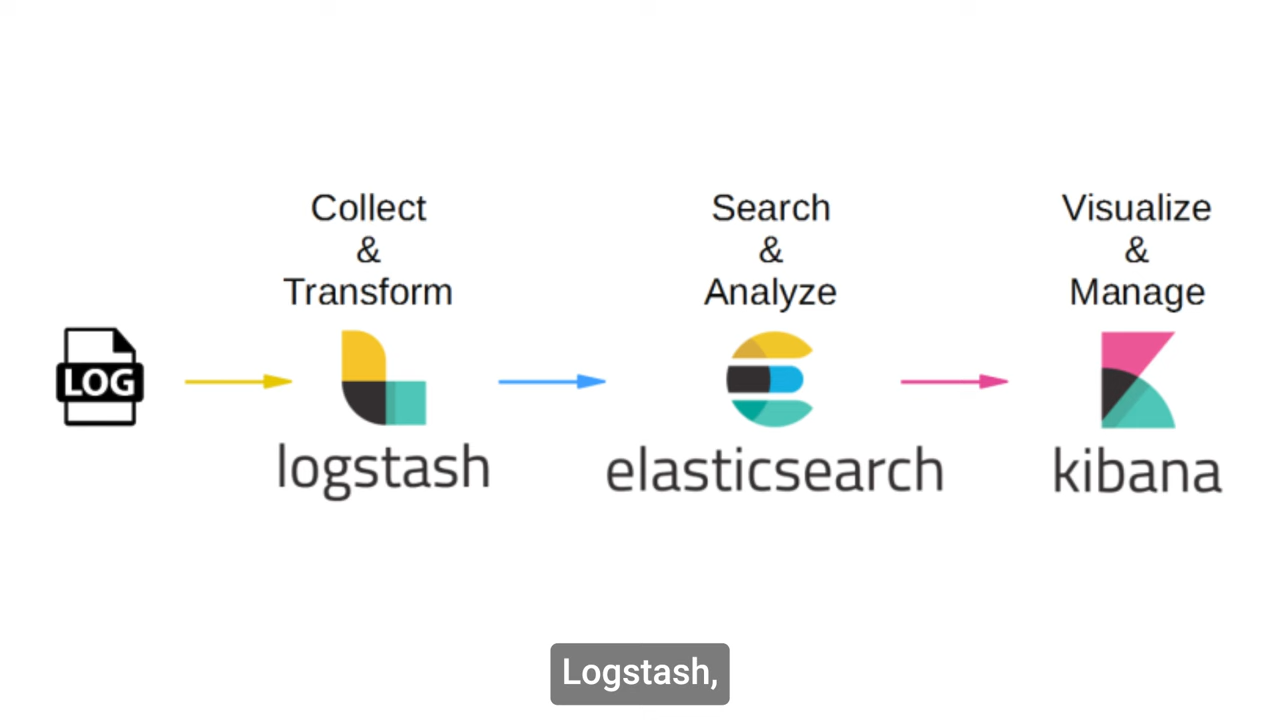 Collect
&
Transform
Search
&
Analyze
Visualize
&
Manage
LOG
logstash
elasticsearch
kibana
Logstash,